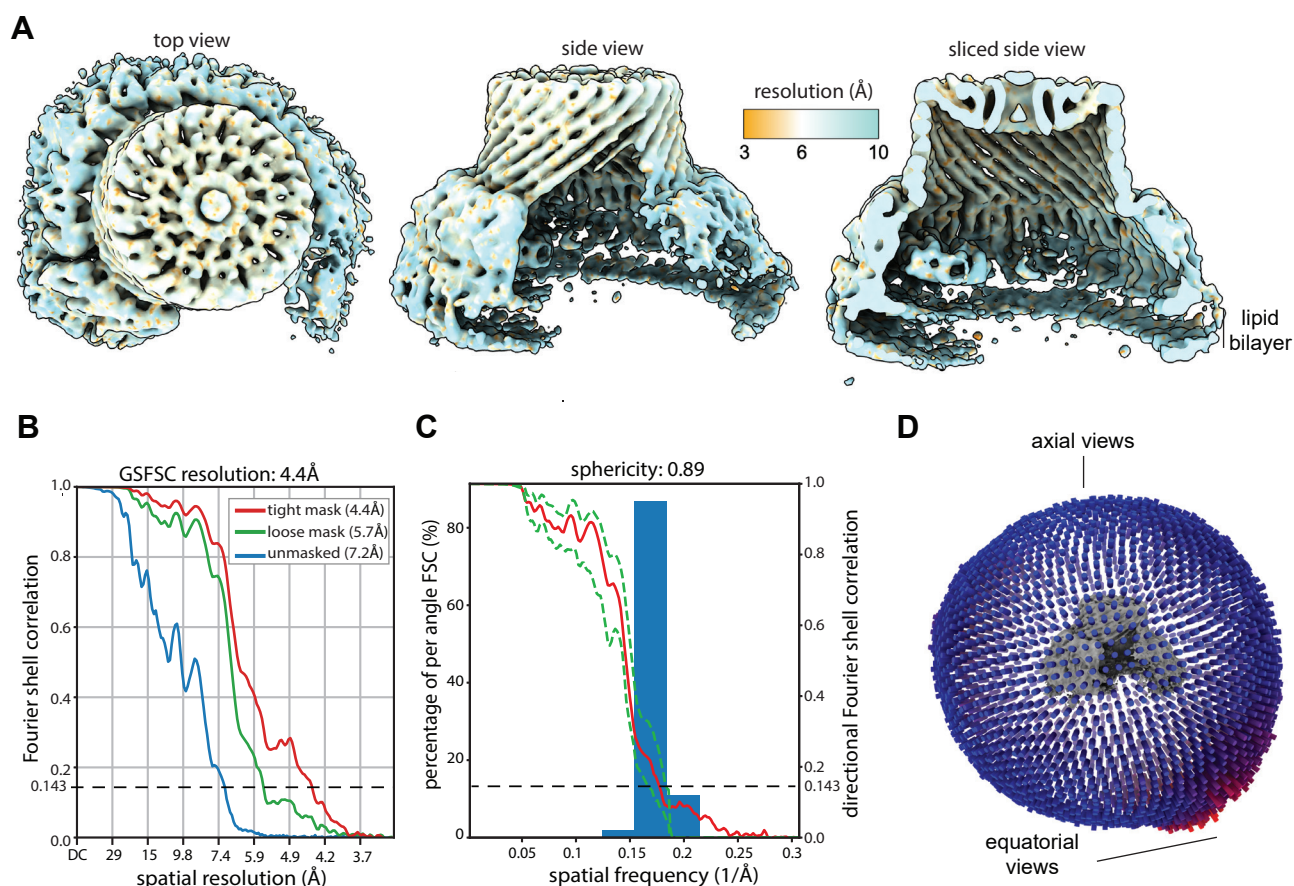 A
top view
side view
sliced side view
resolution (Å)
3 6 10
lipid
bilayer
B
GSFSC resolution: 4.4Å
Fourier shell correlation
1.0
0.8
0.6
0.4
0.2
0.143
0.0
tight mask (4.4Å)
loose mask (5.7Å)
unmasked (7.2Å)
DC 29 15 9.8 7.4 5.9 4.9 4.2 3.7
spatial resolution (Å)
C
sphericity: 0.89
percentage of per angle FSC (%)
80
60
40
20
0
1.0
0.8
0.6
0.4
0.2
0.143
0.0
directional Fourier shell correlation
0.05 0.1 0.15 0.2 0.25 0.3
spatial frequency (1/Å)
D
axial views
equatorial
views